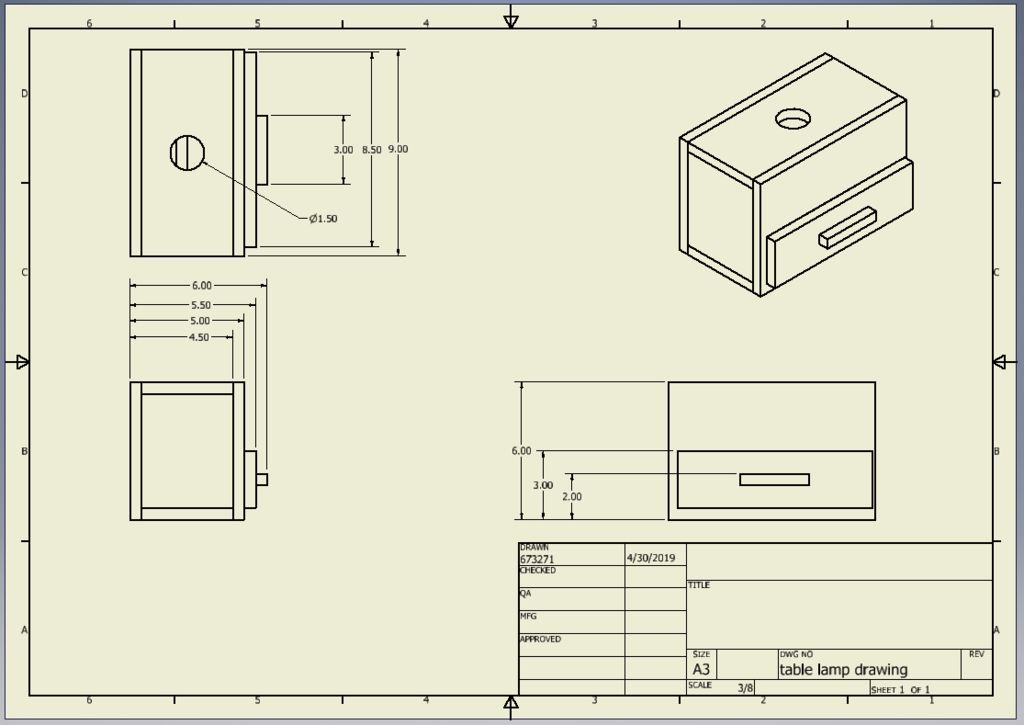 6 5 4 3 2 1
D D
3.00 8.50 9.00
Ø1.50
C C
6.00
5.50
5.00
4.50
B B
6.00
3.00
2.00
DRAWN
673271 4/30/2019
CHECKED
TITLE
QA
MFG
A A
APPROVED
SIZE DWG NO REV
A3 table lamp drawing
SCALE 3/8 SHEET 1 OF 1
6 5 4 3 2 1